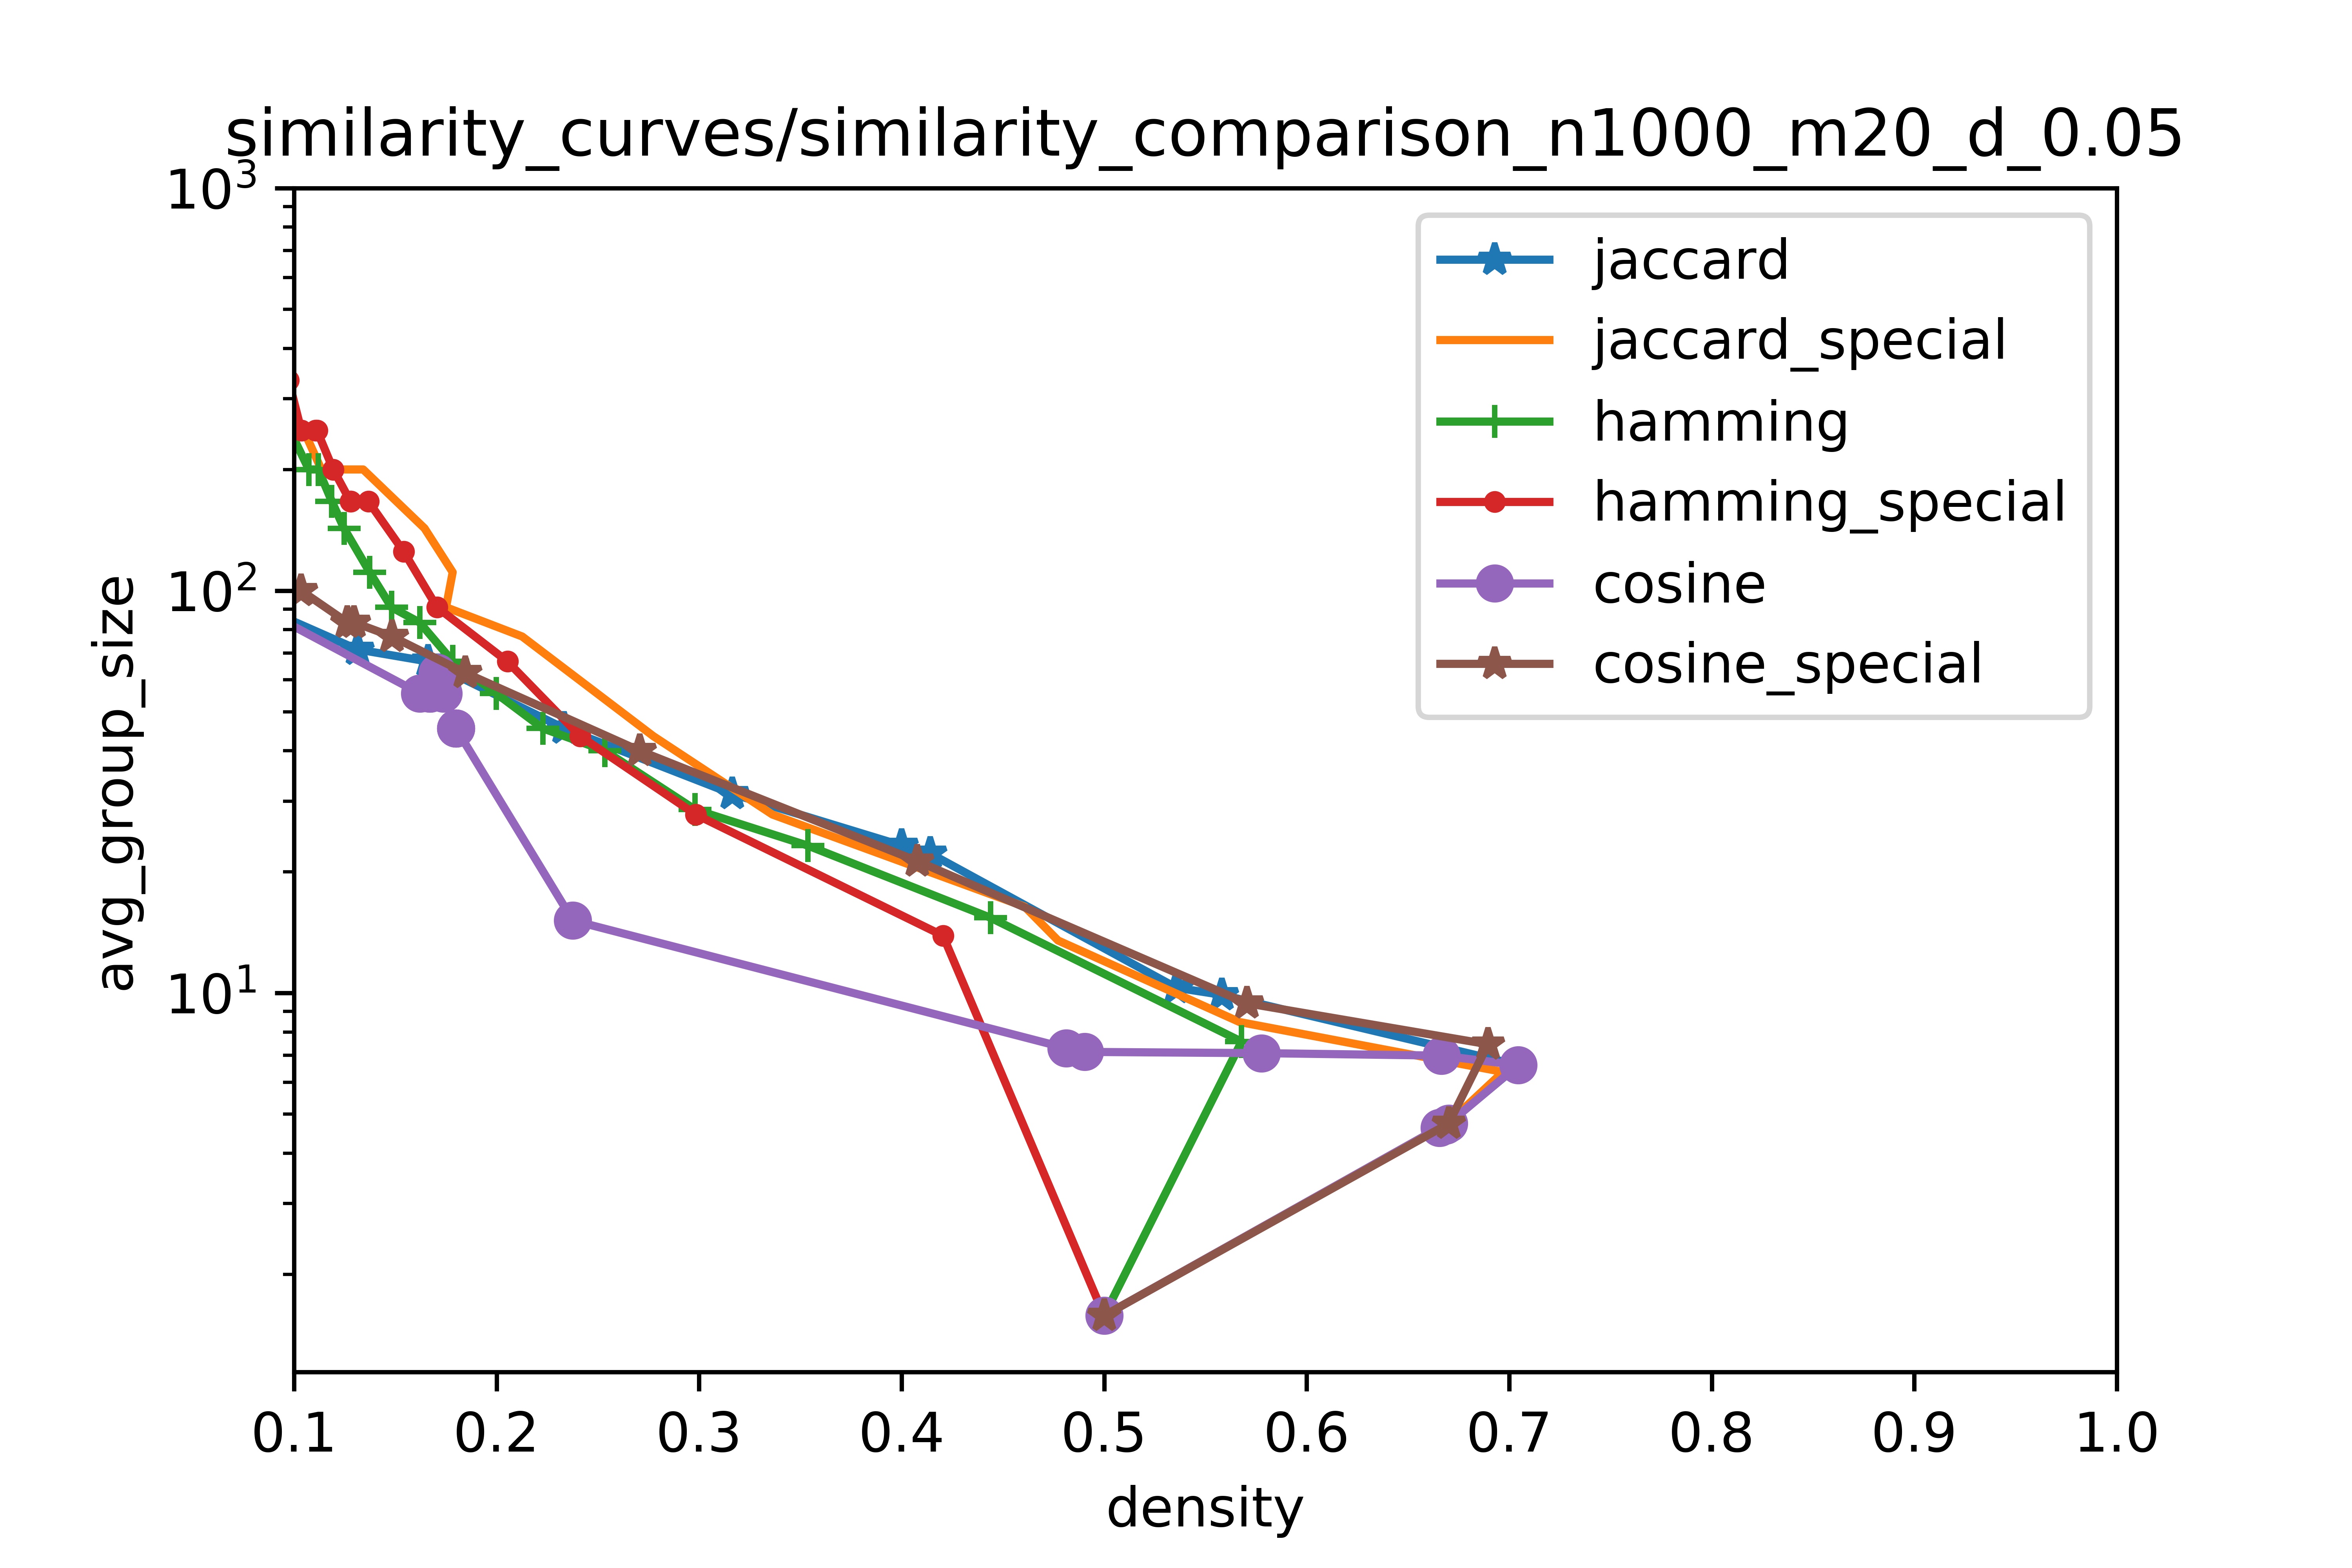 similarity_curves/similarity_comparison_n1000_m20_d_0.05
10³
10²
10¹
avg_group_size
jaccard
jaccard_special
hamming
hamming_special
cosine
cosine_special
0.1 0.2 0.3 0.4 0.5 0.6 0.7 0.8 0.9 1.0
density